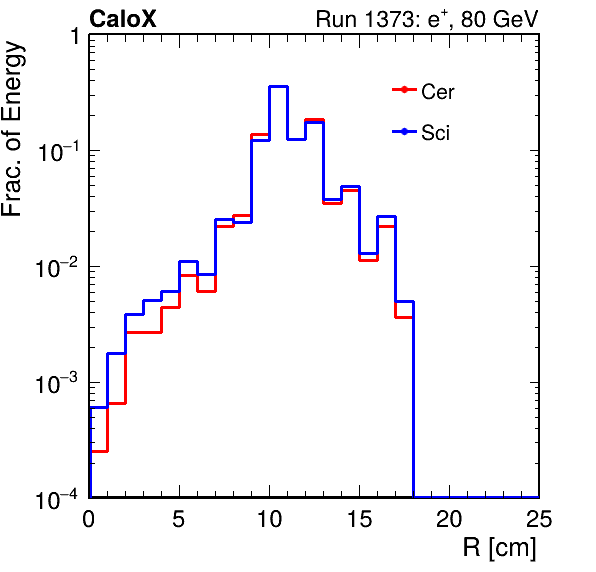 CaloX Run 1373: e⁺, 80 GeV
Frac. of Energy
1
10⁻¹
10⁻²
10⁻³
10⁻⁴
Cer
Sci
0 5 10 15 20 25
R [cm]